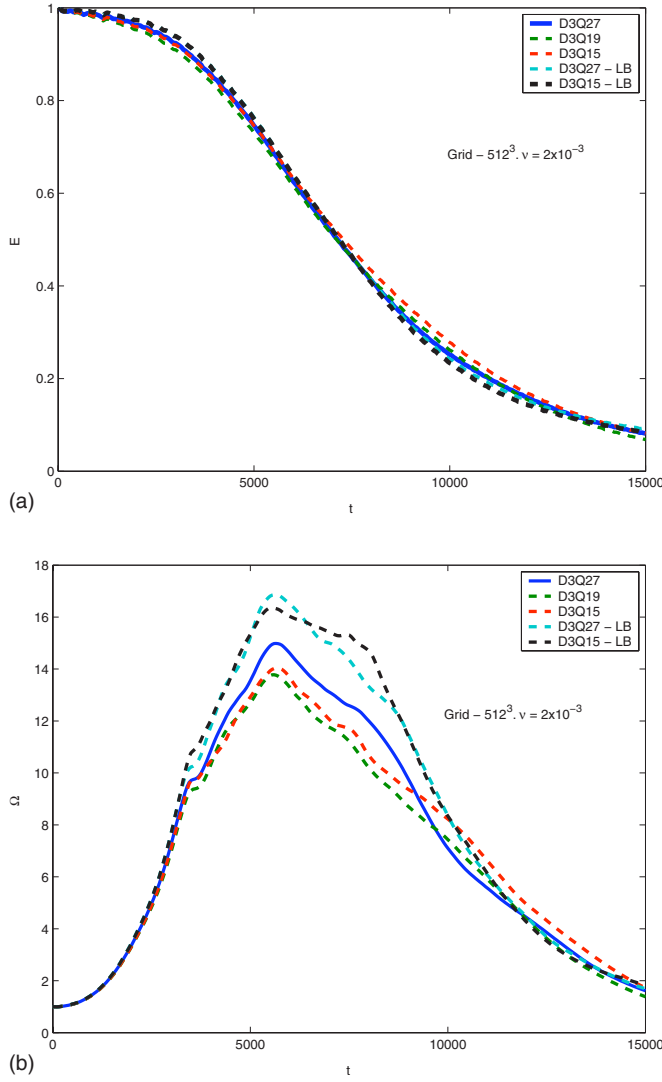 1
0.8
0.6
0.4
0.2
0
E
D3Q27
D3Q19
D3Q15
D3Q27 – LB
D3Q15 – LB
Grid – 512³. ν = 2x10⁻³
0 5000 10000 15000
t
(a)
18
16
14
12
10
8
6
4
2
0
Ω
D3Q27
D3Q19
D3Q15
D3Q27 – LB
D3Q15 – LB
Grid – 512³. ν = 2x10⁻³
0 5000 10000 15000
t
(b)